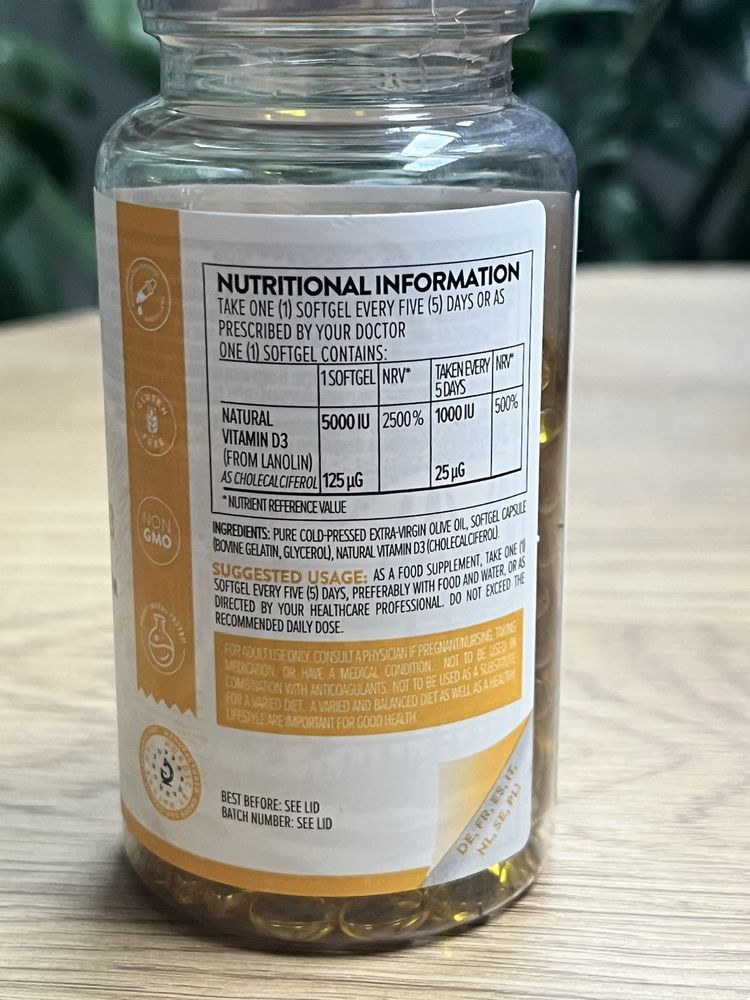 NUTRITIONAL INFORMATION
TAKE ONE (1) SOFTGEL EVERY FIVE (5) DAYS OR AS
PRESCRIBED BY YOUR DOCTOR
ONE (1) SOFTGEL CONTAINS:
1 SOFTGEL NRV* TAKEN EVERY 5 DAYS NRV*
NATURAL VITAMIN D3 (FROM LANOLIN) AS CHOLECALCIFEROL 5000 IU 125 µG 2500% 1000 IU 25 µG 500%
* NUTRIENT REFERENCE VALUE
INGREDIENTS: PURE COLD-PRESSED EXTRA-VIRGIN OLIVE OIL, SOFTGEL CAPSULE
(BOVINE GELATIN, GLYCEROL), NATURAL VITAMIN D3 (CHOLECALCIFEROL).
SUGGESTED USAGE: AS A FOOD SUPPLEMENT, TAKE ONE (1)
SOFTGEL EVERY FIVE (5) DAYS, PREFERABLY WITH FOOD AND WATER, OR AS
DIRECTED BY YOUR HEALTHCARE PROFESSIONAL. DO NOT EXCEED THE
RECOMMENDED DAILY DOSE.
FOR ADULT USE ONLY. CONSULT A PHYSICIAN IF PREGNANT/NURSING, TAKING
MEDICATION, OR HAVE A MEDICAL CONDITION. NOT TO BE USED IN
COMBINATION WITH ANTICOAGULANTS. NOT TO BE USED AS A SUBSTITUTE
FOR A VARIED DIET. A VARIED AND BALANCED DIET AS WELL AS A HEALTHY
LIFESTYLE ARE IMPORTANT FOR GOOD HEALTH.
BEST BEFORE: SEE LID
BATCH NUMBER: SEE LID
DE, FR, ES, IT,
NL, SE, PL
GLUTEN
FREE
NON
GMO